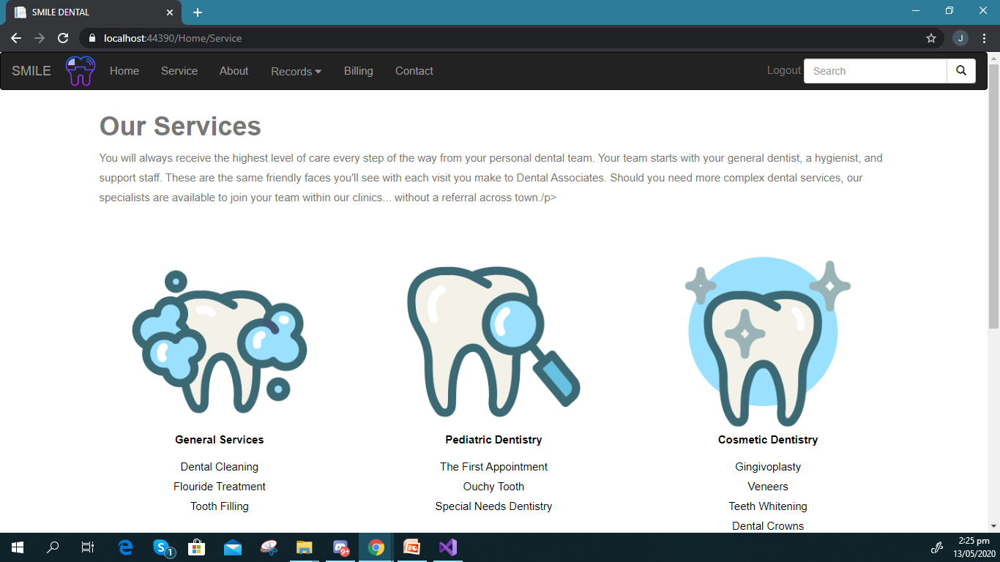 SMILE DENTAL
localhost:44390/Home/Service
J
SMILE Home Service About Records Billing Contact Logout Search
Our Services
You will always receive the highest level of care every step of the way from your personal dental team. Your team starts with your general dentist, a hygienist, and
support staff. These are the same friendly faces you'll see with each visit you make to Dental Associates. Should you need more complex dental services, our
specialists are available to join your team within our clinics... without a referral across town./p>
General Services
Dental Cleaning
Flouride Treatment
Tooth Filling
Pediatric Dentistry
The First Appointment
Ouchy Tooth
Special Needs Dentistry
Cosmetic Dentistry
Gingivoplasty
Veneers
Teeth Whitening
Dental Crowns
1
9+
2:25 pm
13/05/2020